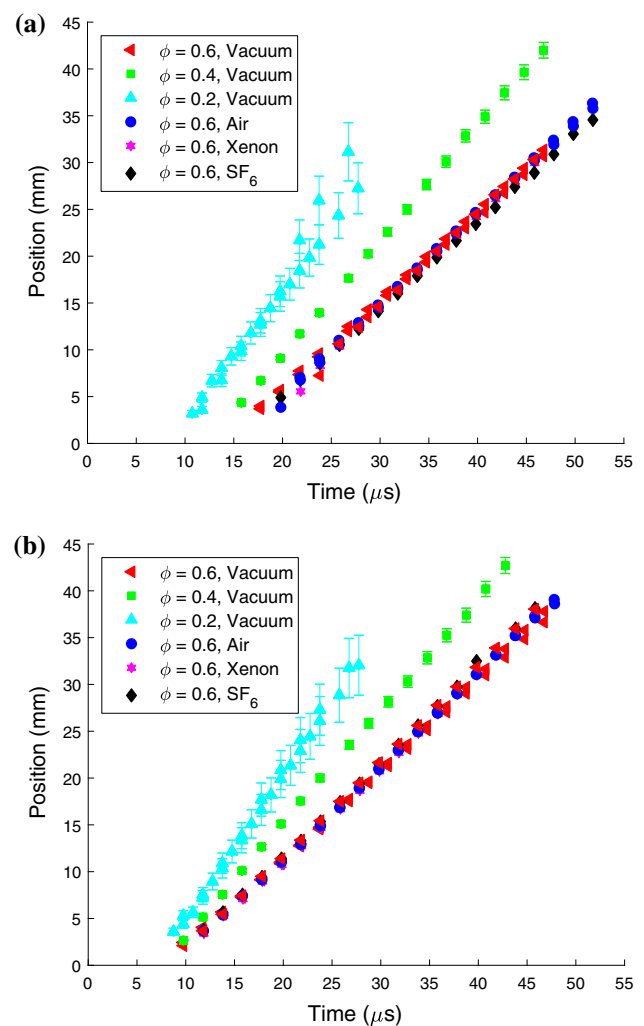 (a)
45
40
35
30
25
20
15
10
5
0
Position (mm)
ϕ = 0.6, Vacuum
ϕ = 0.4, Vacuum
ϕ = 0.2, Vacuum
ϕ = 0.6, Air
ϕ = 0.6, Xenon
ϕ = 0.6, SF₆
0 5 10 15 20 25 30 35 40 45 50 55
Time (μs)
(b)
45
40
35
30
25
20
15
10
5
0
Position (mm)
ϕ = 0.6, Vacuum
ϕ = 0.4, Vacuum
ϕ = 0.2, Vacuum
ϕ = 0.6, Air
ϕ = 0.6, Xenon
ϕ = 0.6, SF₆
0 5 10 15 20 25 30 35 40 45 50 55
Time (μs)